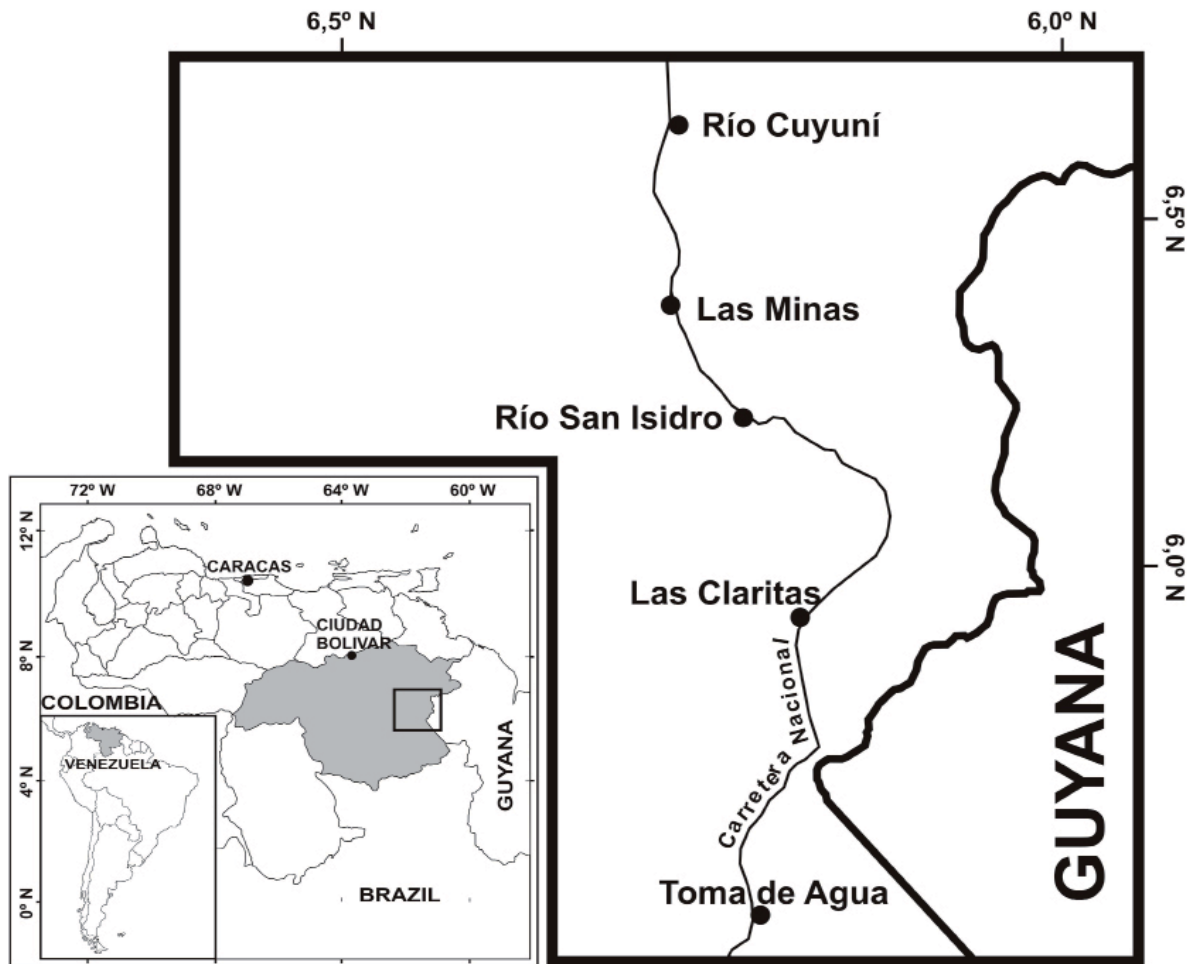 6,5º N
6,0º N
Río Cuyuní
6,5º N
Las Minas
Río San Isidro
6,0º N
Las Claritas
Carretera Nacional
GUYANA
Toma de Agua
72º W
68º W
64º W
60º W
12º N
8º N
4º N
0º N
CARACAS
CIUDAD
BOLIVAR
COLOMBIA
GUYANA
VENEZUELA
BRAZIL